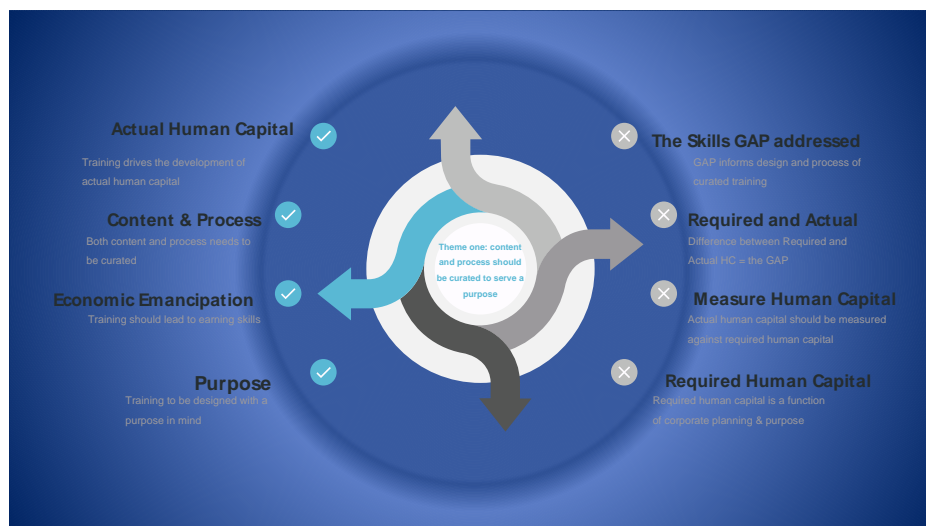 Actual Human Capital
Training drives the development of
actual human capital
Content & Process
Both content and process needs to
be curated
Economic Emancipation
Training should lead to earning skills
Purpose
Training to be designed with a
purpose in mind
Theme one: content
and process should
be curated to serve a
purpose
The Skills GAP addressed
GAP informs design and process of
curated training
Required and Actual
Difference between Required and
Actual HC = the GAP
Measure Human Capital
Actual human capital should be measured
against required human capital
Required Human Capital
Required human capital is a function
of corporate planning & purpose